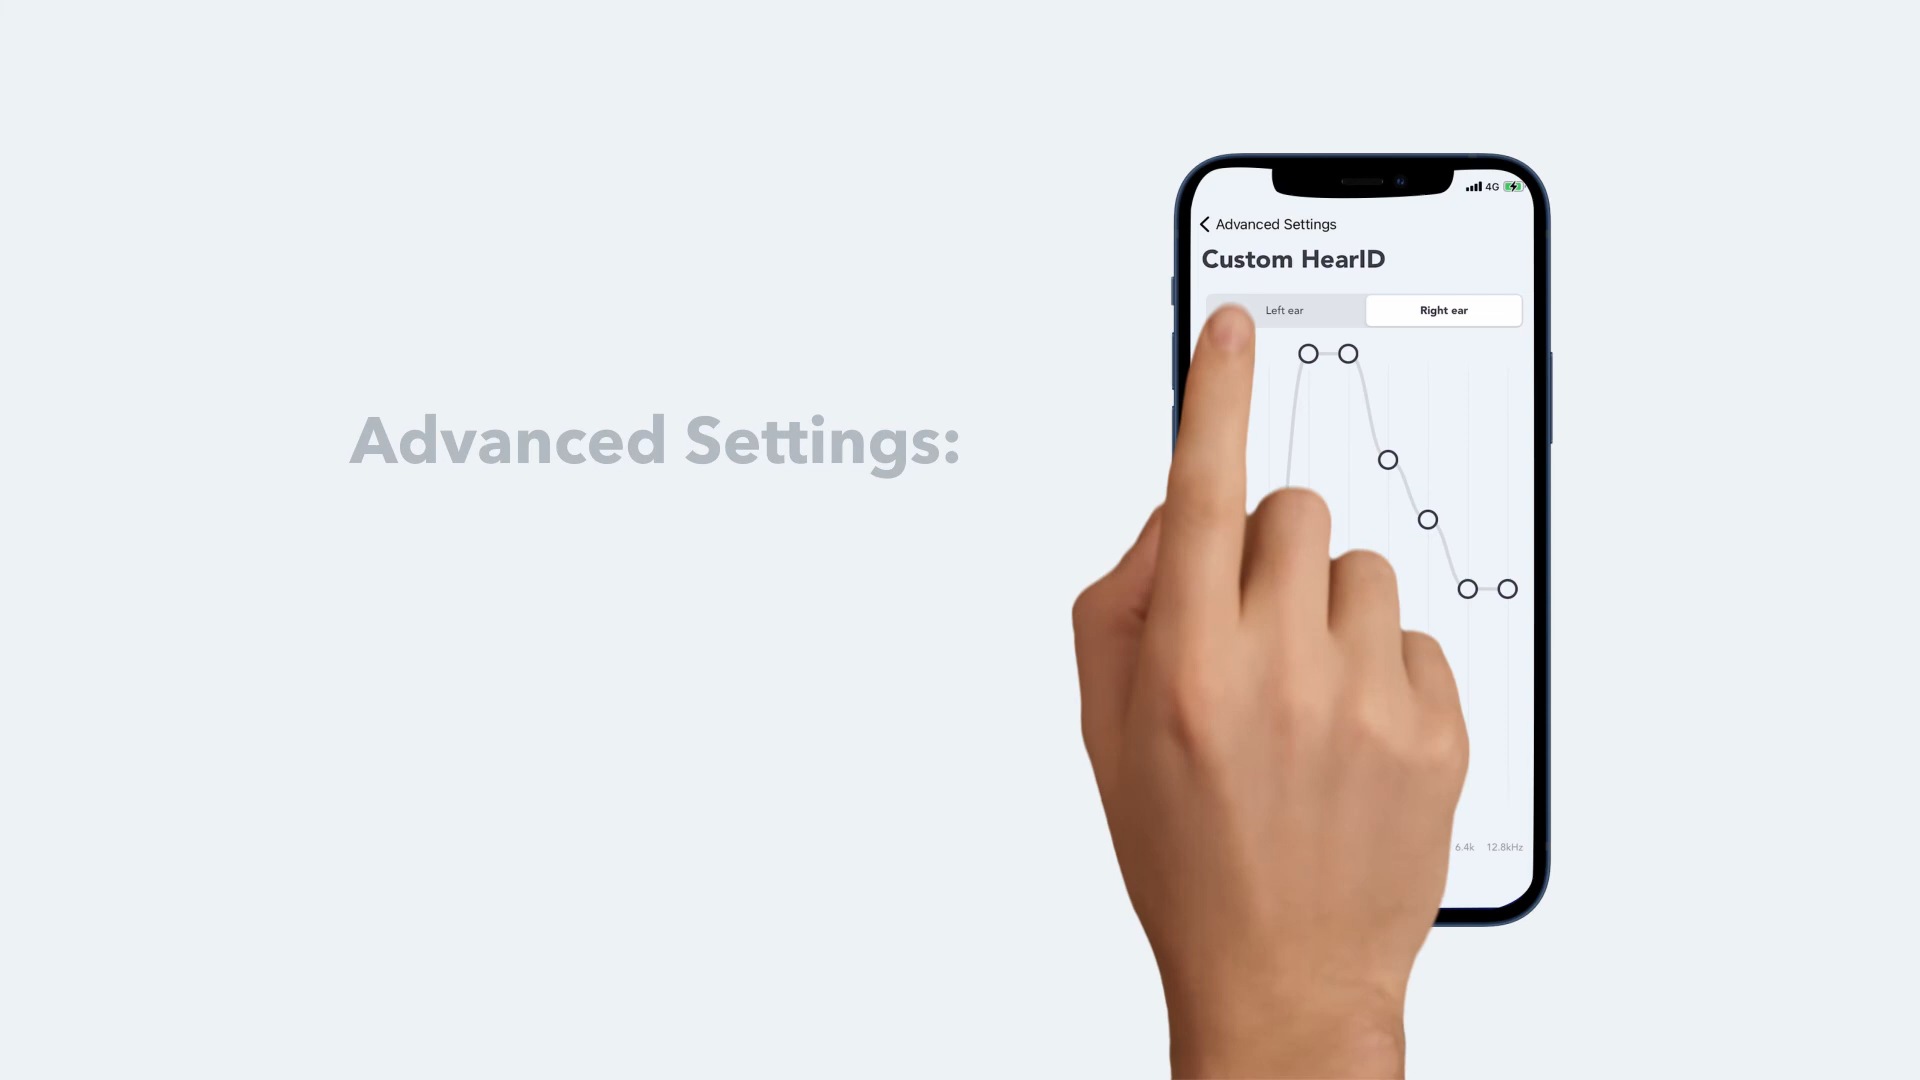 4G
Advanced Settings
Custom HearID
Left ear
Right ear
Advanced Settings:
6.4k 12.8kHz